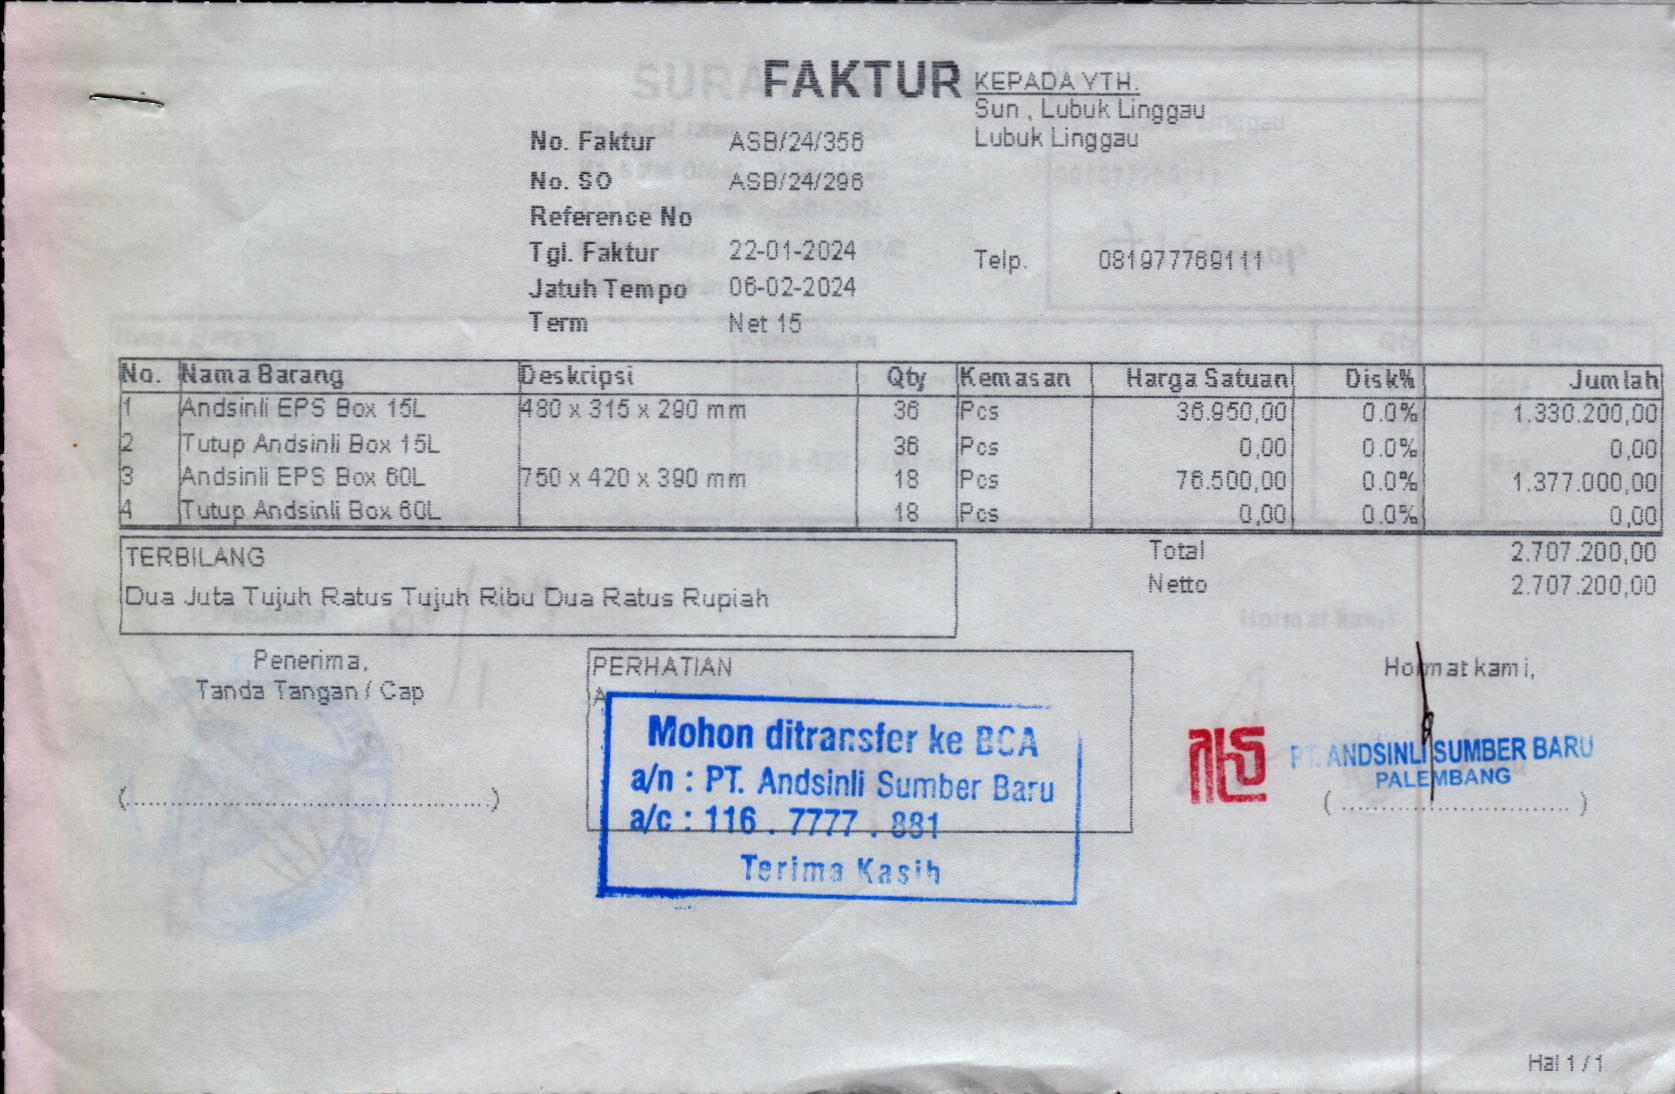 FAKTUR
KEPADA YTH.
Sun , Lubuk Linggau
Lubuk Linggau
No. Faktur ASB/24/356
No. SO ASB/24/296
Reference No
Tgl. Faktur 22-01-2024
Telp. 081977769111
Jatuh Tempo 06-02-2024
Term Net 15
No. Nama Barang Deskripsi Qty Kemasan Harga Satuan Disk% Jumlah
1 Andsinli EPS Box 15L 480 x 315 x 290 mm 36 Pcs 36.950,00 0.0% 1.330.200,00
2 Tutup Andsinli Box 15L 36 Pcs 0,00 0.0% 0,00
3 Andsinli EPS Box 60L 750 x 420 x 390 mm 18 Pcs 76.500,00 0.0% 1.377.000,00
4 Tutup Andsinli Box 60L 18 Pcs 0,00 0.0% 0,00
TERBILANG
Dua Juta Tujuh Ratus Tujuh Ribu Dua Ratus Rupiah
Total 2.707.200,00
Netto 2.707.200,00
Penerima,
Tanda Tangan / Cap
(......................................................)
PERHATIAN
A
Mohon ditransfer ke BCA
a/n : PT. Andsinli Sumber Baru
a/c : 116 . 7777 . 881
Terima Kasih
Hormat kami,
PT. ANDSINLI SUMBER BARU
PALEMBANG
( .................................. )
Hal 1 / 1